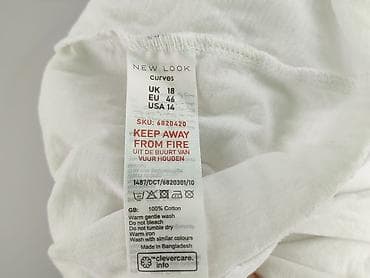 NEW LOOK
curves
UK 18
EU 46
USA 14
SKU: 6820420
KEEP AWAY
FROM FIRE
UIT DE BUURT VAN
VUUR HOUDEN
1487/DCT/6820301/10
GB: 100% Cotton
Warm gentle wash
Do not bleach
Do not tumble dry
Warm iron
Wash with similar colours
Made in Bangladesh
clevercare.
info